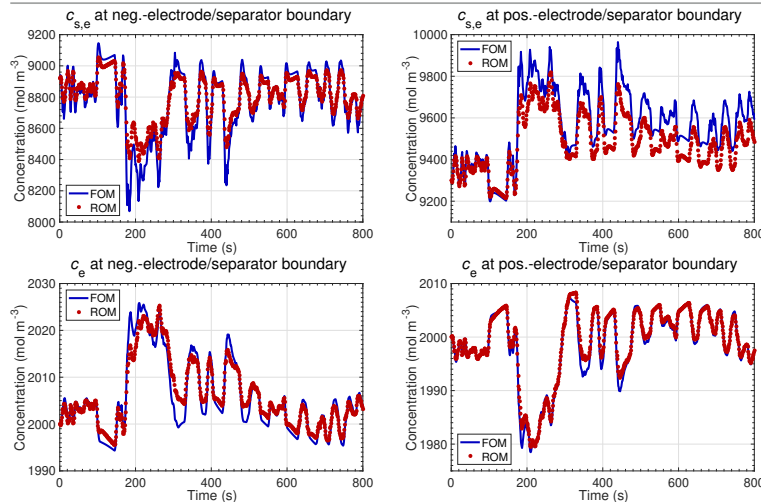 c_s,e at neg.-electrode/separator boundary
9200
9000
8800
8600
8400
8200
8000
Concentration (mol m⁻³)
FOM
ROM
0 200 400 600 800
Time (s)
c_s,e at pos.-electrode/separator boundary
10000
9800
9600
9400
9200
Concentration (mol m⁻³)
FOM
ROM
0 200 400 600 800
Time (s)
c_e at neg.-electrode/separator boundary
2030
2020
2010
2000
1990
Concentration (mol m⁻³)
FOM
ROM
0 200 400 600 800
Time (s)
c_e at pos.-electrode/separator boundary
2010
2000
1990
1980
Concentration (mol m⁻³)
FOM
ROM
0 200 400 600 800
Time (s)